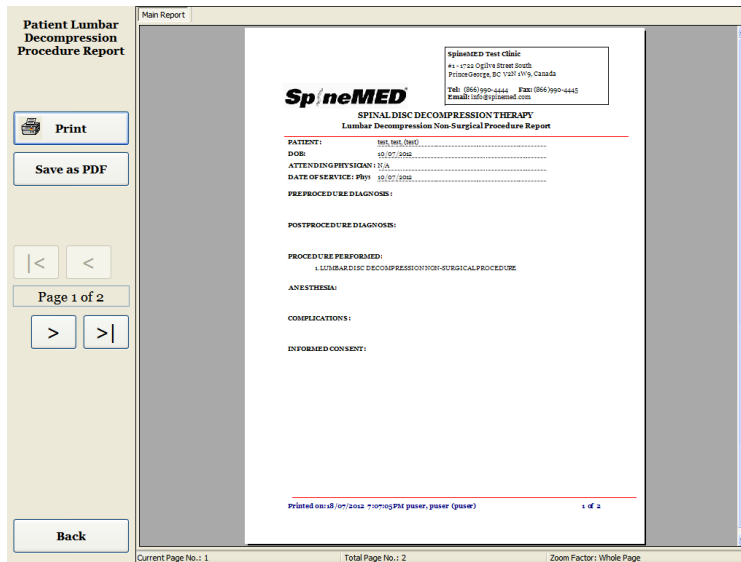 Patient Lumbar
Decompression
Procedure Report
Print
Save as PDF
|<
<
Page 1 of 2
>
>|
Back
Main Report
SpineMED Test Clinic
#1 - 1722 Ogilve Street South
Prince George, BC V2N 1W9, Canada
Tel: (866)990-4444 Fax: (866)990-4445
Email: info@spinemed.com
SpineMED
SPINAL DISC DECOMPRESSION THERAPY
Lumbar Decompression Non-Surgical Procedure Report
PATIENT: test, test, (test)
DOB: 10/07/2012
ATTENDING PHYSICIAN: N/A
DATE OF SERVICE: Phys 10/07/2012
PREPROCEDURE DIAGNOSIS:
POSTPROCEDURE DIAGNOSIS:
PROCEDURE PERFORMED:
1. LUMBAR DISC DECOMPRESSION NON-SURGICAL PROCEDURE
ANESTHESIA:
COMPLICATIONS:
INFORMED CONSENT:
Printed on: 18/07/2012 7:07:05PM puser, puser (puser) 1 of 2
Current Page No.: 1 Total Page No.: 2 Zoom Factor: Whole Page